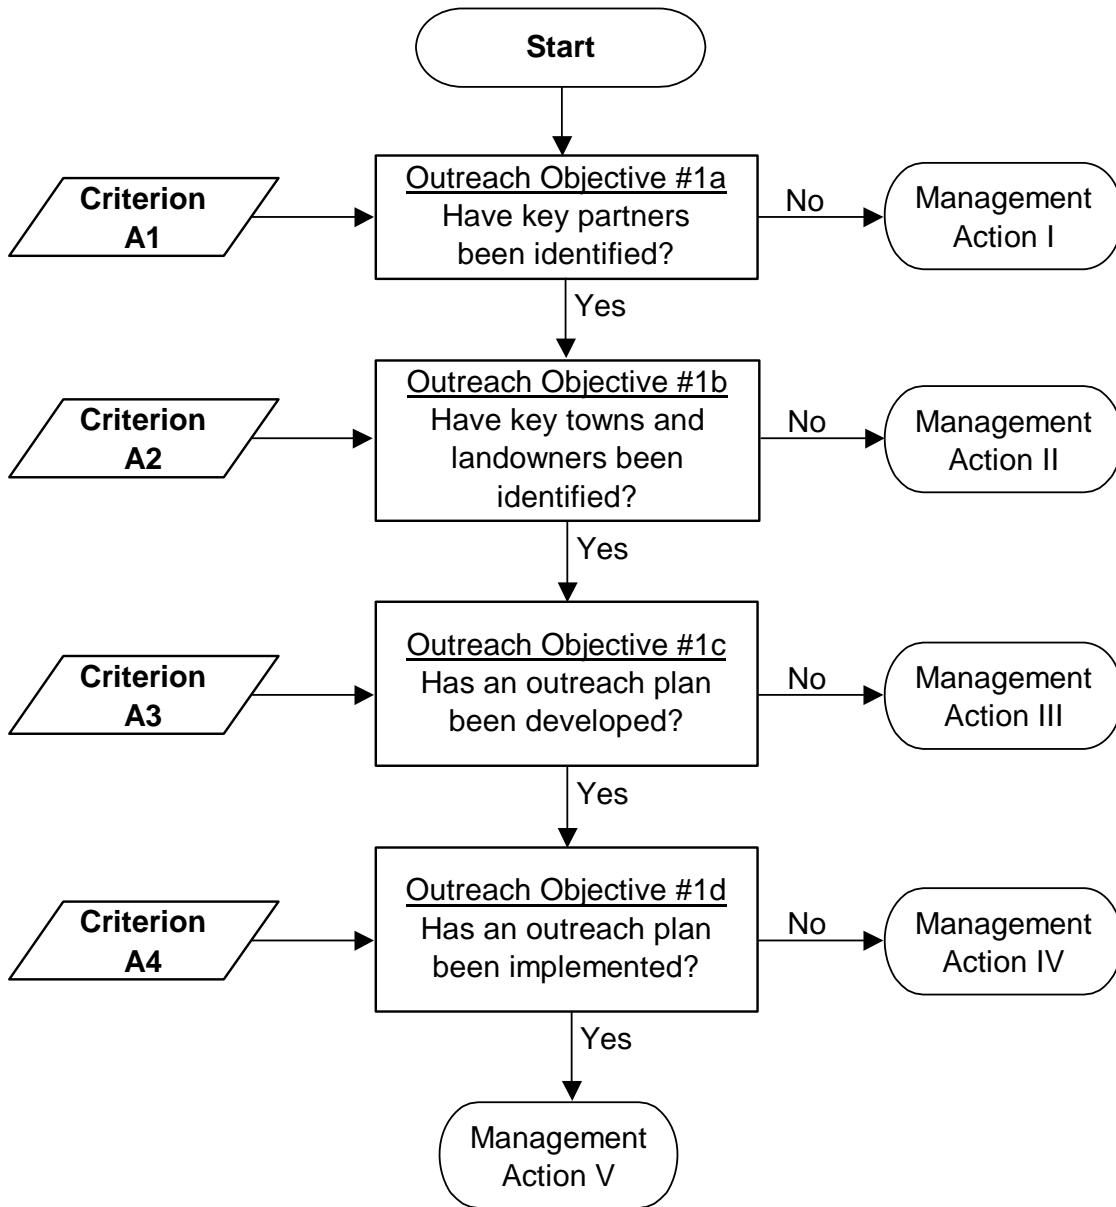 Start
Criterion
A1
Outreach Objective #1a
Have key partners
been identified?
No
Management
Action I
Yes
Criterion
A2
Outreach Objective #1b
Have key towns and
landowners been
identified?
No
Management
Action II
Yes
Criterion
A3
Outreach Objective #1c
Has an outreach plan
been developed?
No
Management
Action III
Yes
Criterion
A4
Outreach Objective #1d
Has an outreach plan
been implemented?
No
Management
Action IV
Yes
Management
Action V